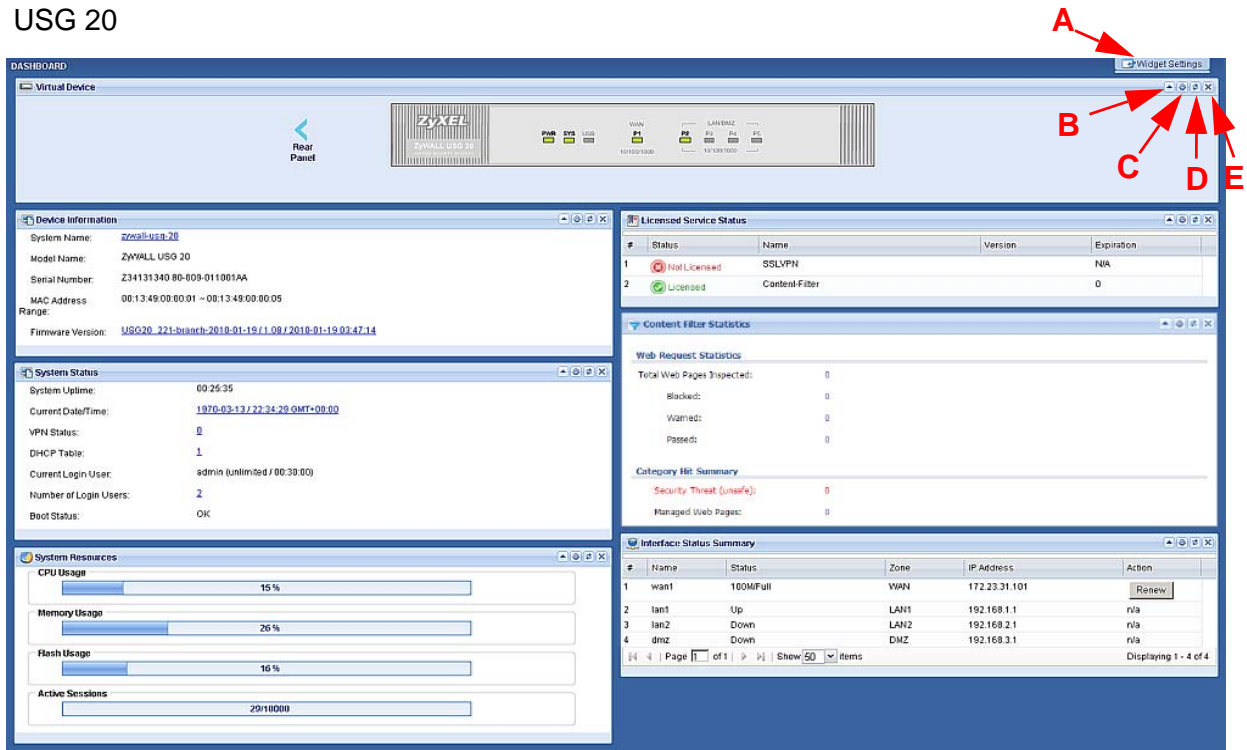 USG 20
A
DASHBOARD
Widget Settings
Virtual Device
B
C
D
E
ZyXEL
ZyWALL USG 20
Rear
Panel
PWR SYS USB
WAN
P1
10/100/1000
LAN/DMZ
P2 P3 P4 P5
10/100/1000
Device Information
System Name: zywall-usg-20
Model Name: ZyWALL USG 20
Serial Number: Z34131340 80-009-011001AA
MAC Address
Range: 00:13:49:00:00:01 ~ 00:13:49:00:00:05
Firmware Version: USG20_221-branch-2010-01-19 / 1.08 / 2010-01-19 03:47:14
Licensed Service Status
# Status Name Version Expiration
1 Not Licensed SSLVPN N/A
2 Licensed Content-Filter 0
Content Filter Statistics
Web Request Statistics
Total Web Pages Inspected: 0
Blocked: 0
Warned: 0
Passed: 0
Category Hit Summary
Security Threat (unsafe): 0
Managed Web Pages: 0
System Status
System Uptime: 00:25:35
Current Date/Time: 1970-03-13 / 22:34:29 GMT+00:00
VPN Status: 0
DHCP Table: 1
Current Login User: admin (unlimited / 00:30:00)
Number of Login Users: 2
Boot Status: OK
System Resources
CPU Usage
15 %
Memory Usage
26 %
Flash Usage
16 %
Active Sessions
29/10000
Interface Status Summary
# Name Status Zone IP Address Action
1 wan1 100M/Full WAN 172.23.31.101 Renew
2 lan1 Up LAN1 192.168.1.1 n/a
3 lan2 Down LAN2 192.168.2.1 n/a
4 dmz Down DMZ 192.168.3.1 n/a
Page 1 of 1 Show 50 items Displaying 1 - 4 of 4